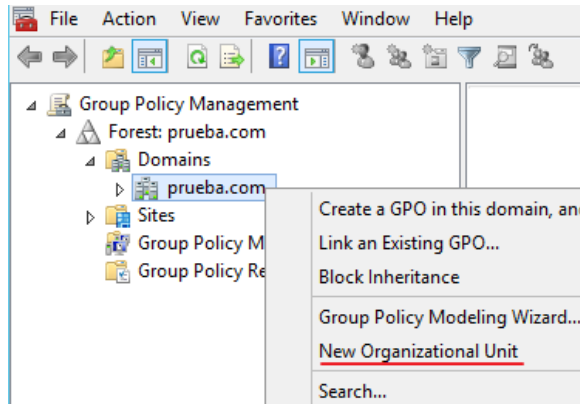 File Action View Favorites Window Help
Group Policy Management
Forest: prueba.com
Domains
prueba.com
Sites
Group Policy M
Group Policy Re
Create a GPO in this domain, an
Link an Existing GPO...
Block Inheritance
Group Policy Modeling Wizard...
New Organizational Unit
Search...